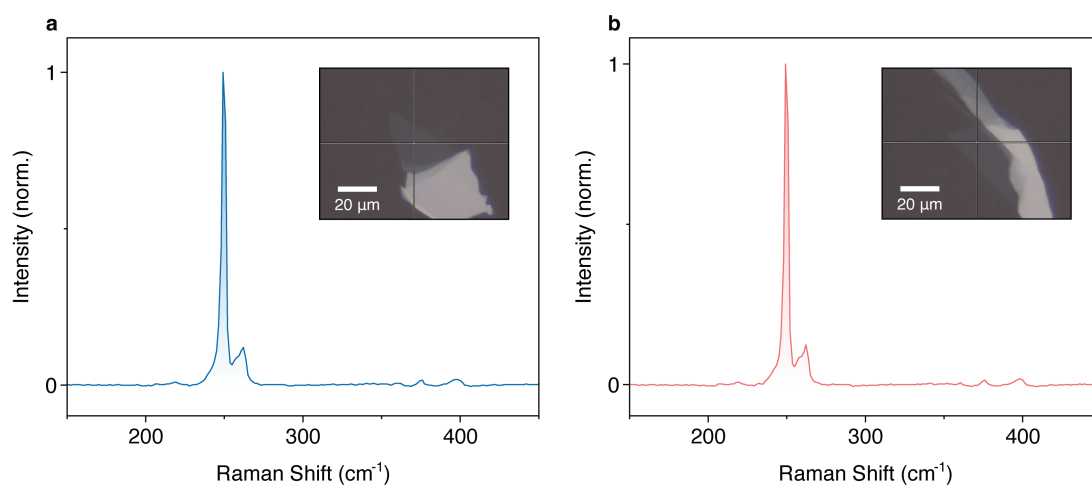 a
Intensity (norm.)
1
0
20 µm
200
300
400
Raman Shift (cm⁻¹)
b
Intensity (norm.)
1
0
20 µm
200
300
400
Raman Shift (cm⁻¹)